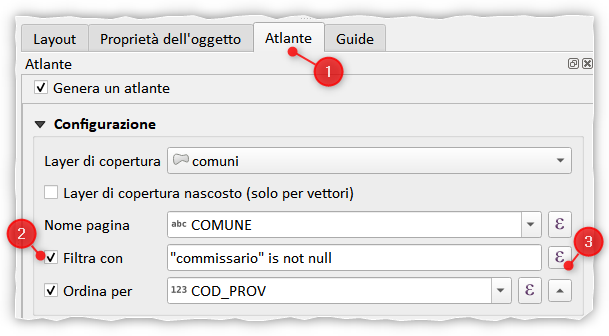 Layout Proprietà dell'oggetto Atlante Guide
1
Atlante
Genera un atlante
Configurazione
Layer di copertura comuni
Layer di copertura nascosto (solo per vettori)
Nome pagina abc COMUNE ε
2 3
Filtra con "commissario" is not null ε
Ordina per 123 COD_PROV ε